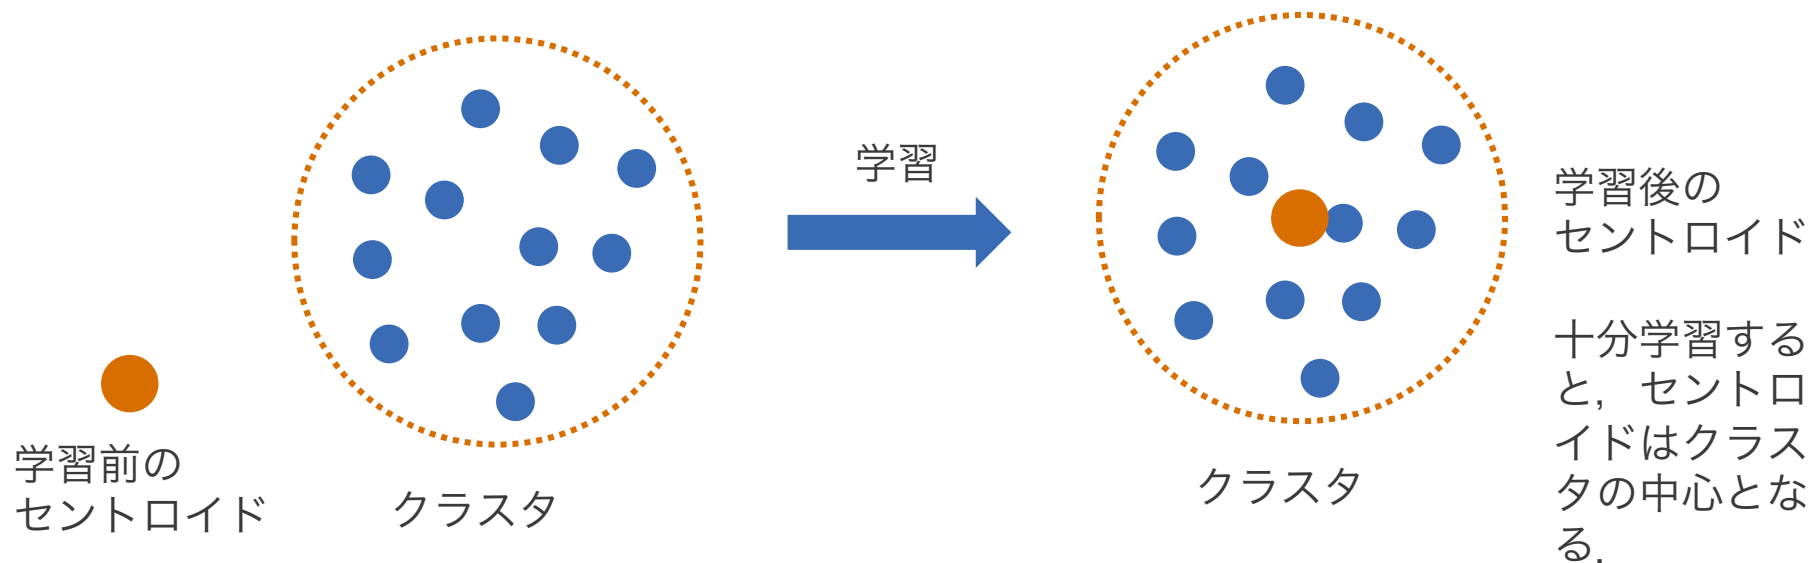 学習前の
セントロイド
クラスタ
学習
クラスタ
学習後の
セントロイド
十分学習する
と，セントロ
イドはクラス
タの中心とな
る．